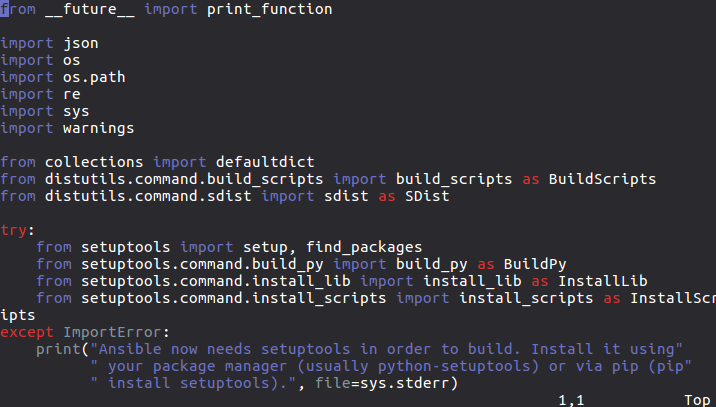 from __future__ import print_function

import json
import os
import os.path
import re
import sys
import warnings

from collections import defaultdict
from distutils.command.build_scripts import build_scripts as BuildScripts
from distutils.command.sdist import sdist as SDist

try:
    from setuptools import setup, find_packages
    from setuptools.command.build_py import build_py as BuildPy
    from setuptools.command.install_lib import install_lib as InstallLib
    from setuptools.command.install_scripts import install_scripts as InstallScr
ipts
except ImportError:
    print("Ansible now needs setuptools in order to build. Install it using"
          " your package manager (usually python-setuptools) or via pip (pip"
          " install setuptools).", file=sys.stderr)
1,1 Top